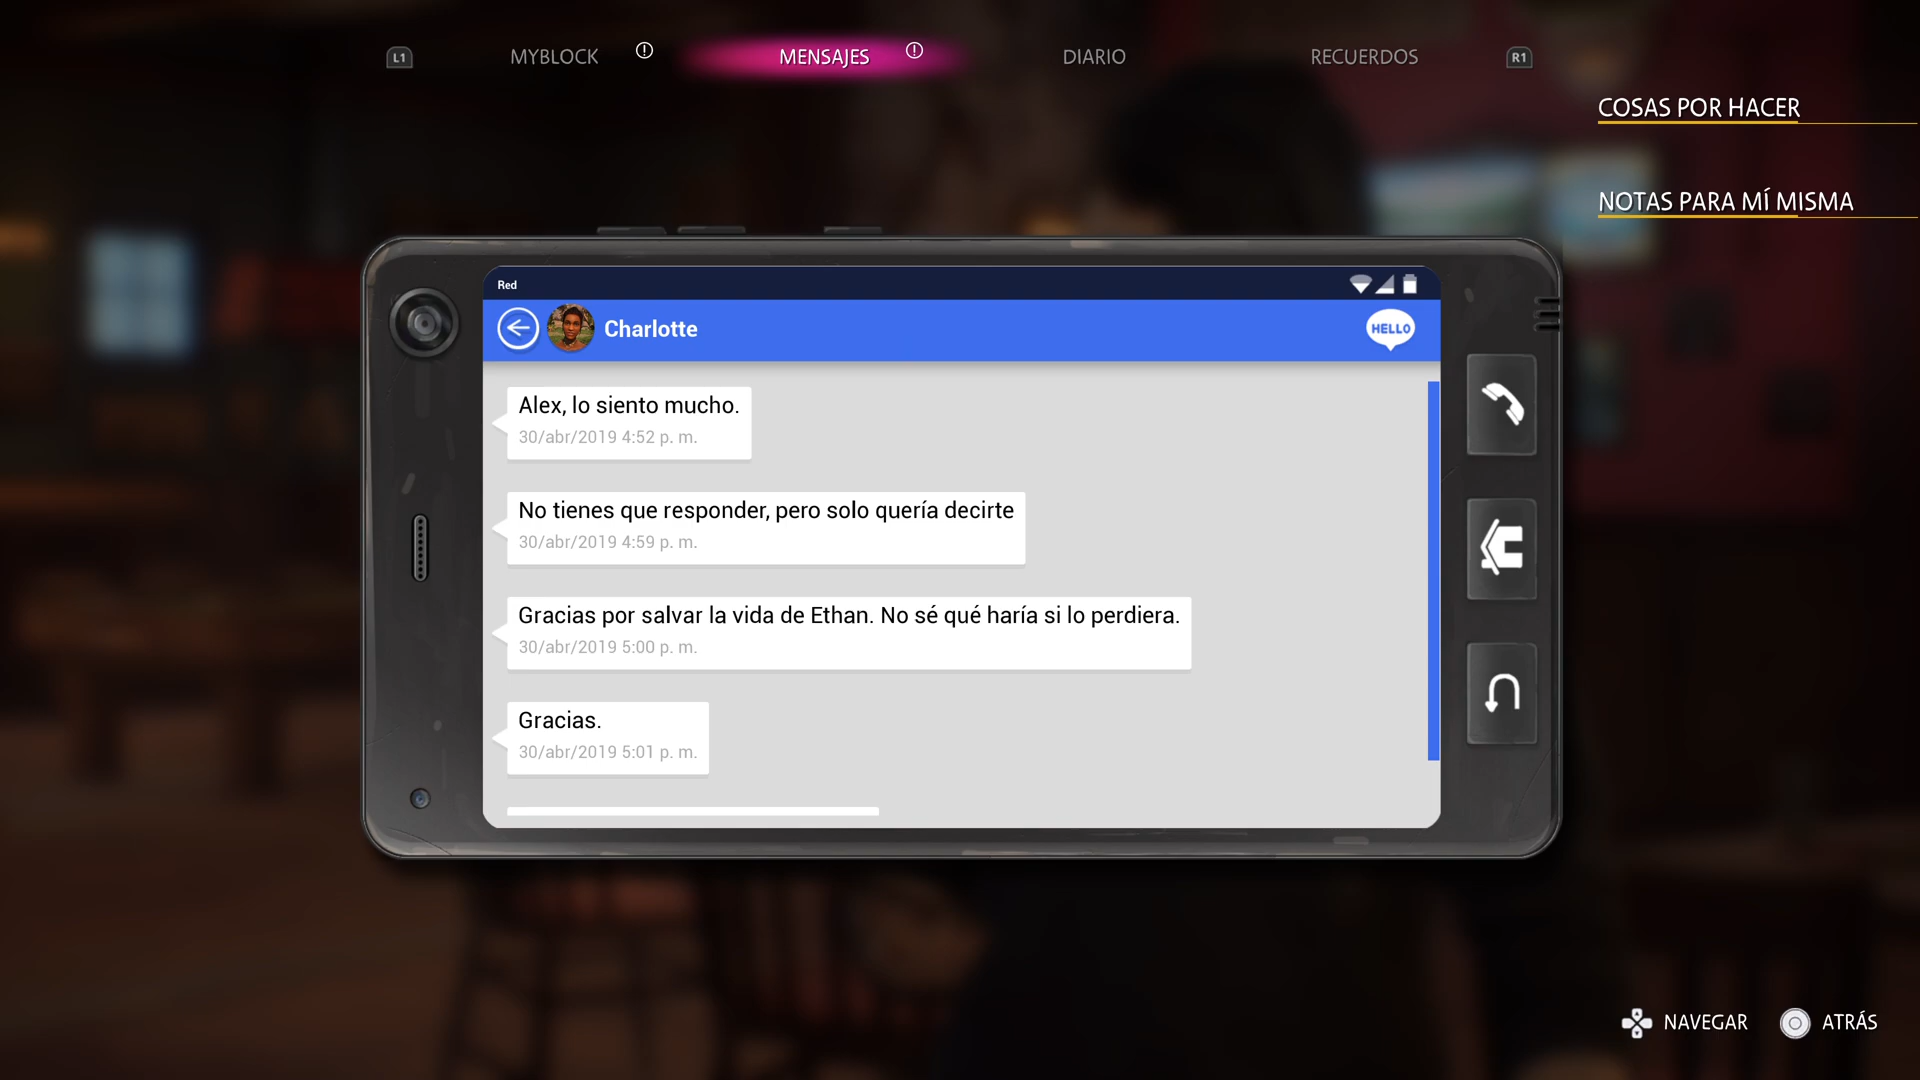 L1
MYBLOCK
MENSAJES
DIARIO
RECUERDOS
R1
COSAS POR HACER
NOTAS PARA MÍ MISMA
Red
Charlotte
HELLO
Alex, lo siento mucho.
30/abr/2019 4:52 p. m.
No tienes que responder, pero solo quería decirte
30/abr/2019 4:59 p. m.
Gracias por salvar la vida de Ethan. No sé qué haría si lo perdiera.
30/abr/2019 5:00 p. m.
Gracias.
30/abr/2019 5:01 p. m.
NAVEGAR
ATRÁS